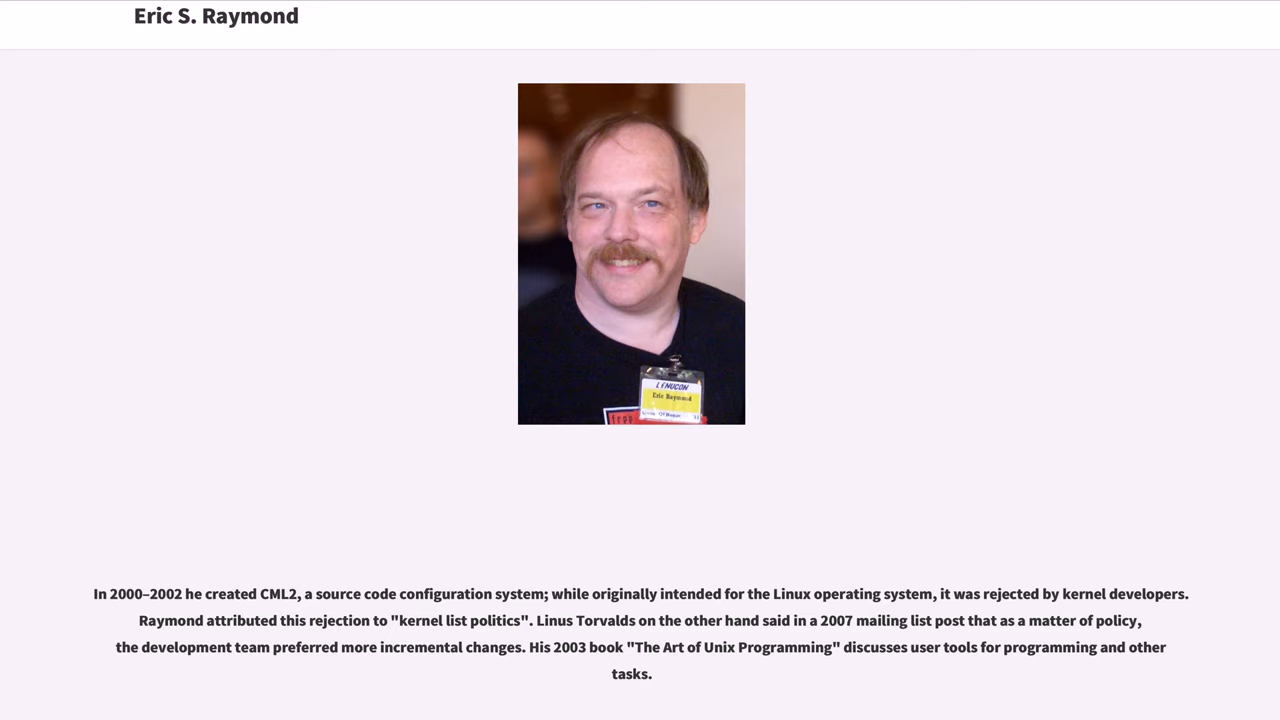 Eric S. Raymond
LINUCON
Eric Raymond
In 2000–2002 he created CML2, a source code configuration system; while originally intended for the Linux operating system, it was rejected by kernel developers.
Raymond attributed this rejection to "kernel list politics". Linus Torvalds on the other hand said in a 2007 mailing list post that as a matter of policy,
the development team preferred more incremental changes. His 2003 book "The Art of Unix Programming" discusses user tools for programming and other
tasks.